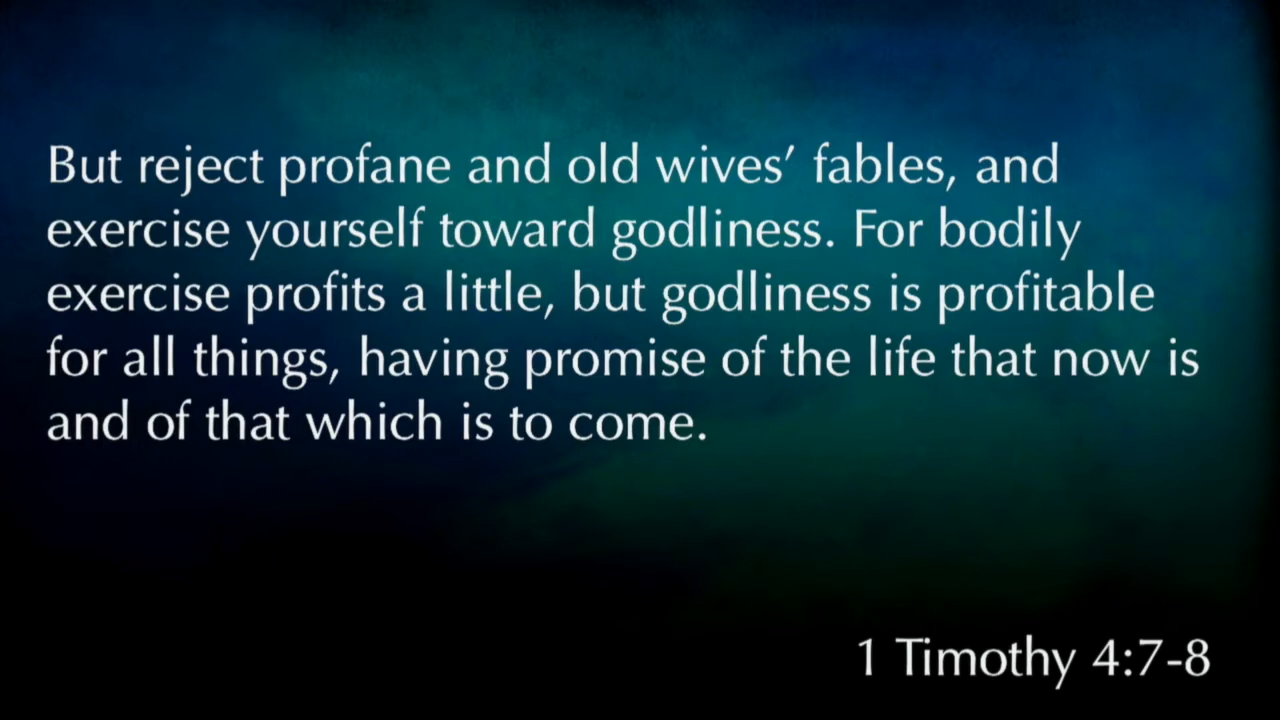 But reject profane and old wives’ fables, and
exercise yourself toward godliness. For bodily
exercise profits a little, but godliness is profitable
for all things, having promise of the life that now is
and of that which is to come.
1 Timothy 4:7-8